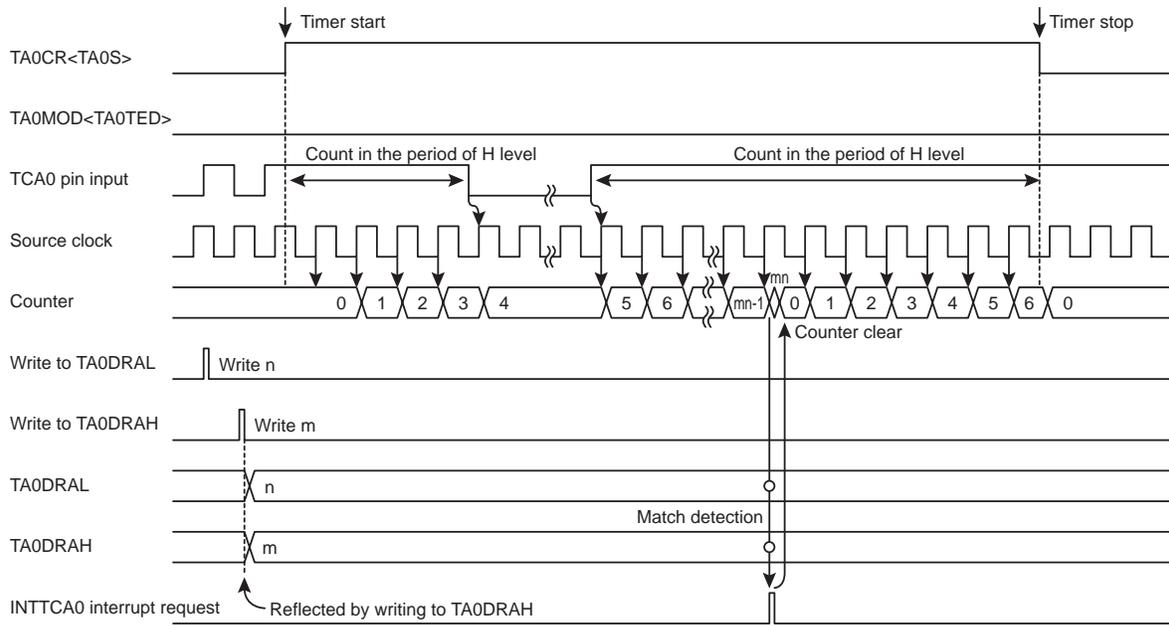 Timer start Timer stop
TA0CR<TA0S>
TA0MOD<TA0TED>
Count in the period of H level Count in the period of H level
TCA0 pin input
Source clock
mn
Counter 0 1 2 3 4 5 6 mn-1 0 1 2 3 4 5 6 0
Counter clear
Write to TA0DRAL Write n
Write to TA0DRAH Write m
TA0DRAL n
Match detection
TA0DRAH m
INTTCA0 interrupt request Reflected by writing to TA0DRAH